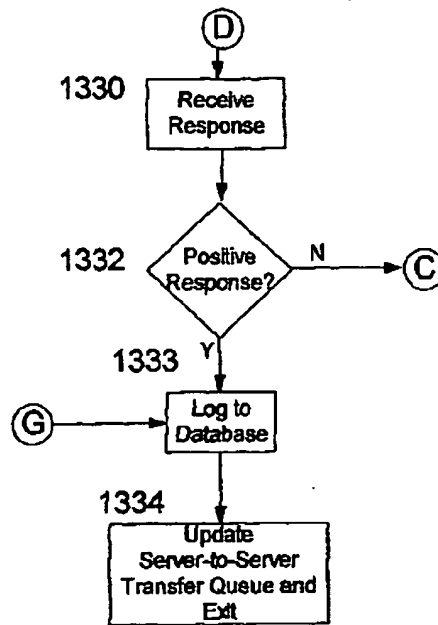 D
1330
Receive
Response
1332
Positive
Response?
N
C
Y
1333
G
Log to
Database
1334
Update
Server-to-Server
Transfer Queue and
Exit